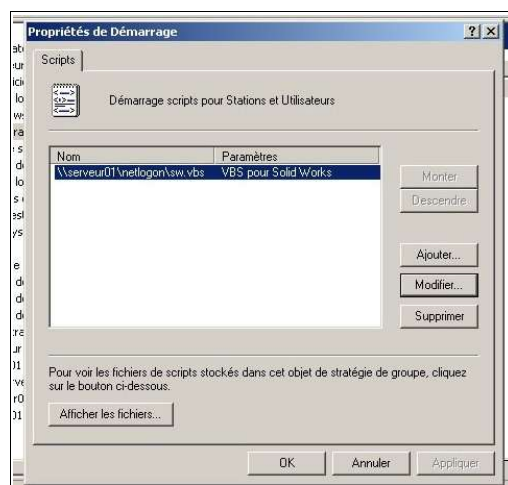 Propriétés de Démarrage
Scripts
Démarrage scripts pour Stations et Utilisateurs
Nom Paramètres
\\serveur01\netlogon\sw.vbs VBS pour Solid Works
Monter
Descendre
Ajouter...
Modifier...
Supprimer
Pour voir les fichiers de scripts stockés dans cet objet de stratégie de groupe, cliquez
sur le bouton ci-dessous.
Afficher les fichiers...
OK Annuler Appliquer